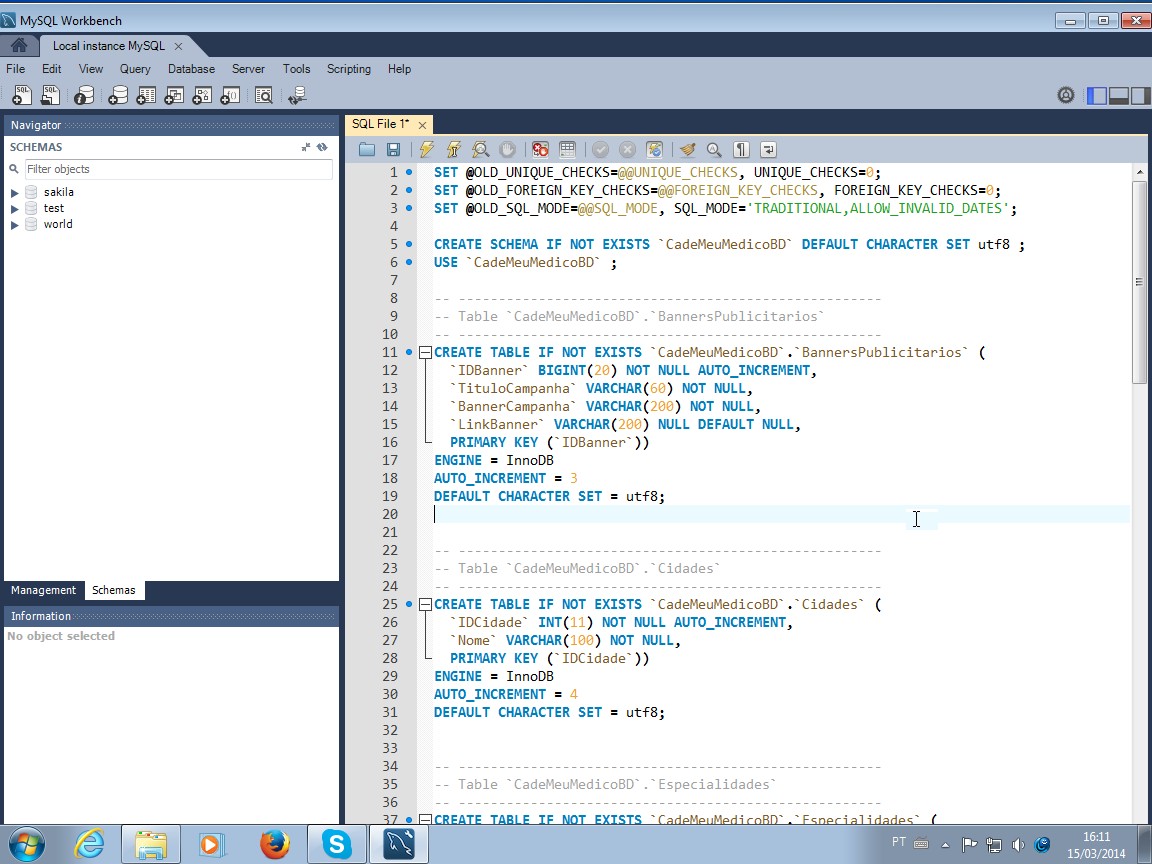 MySQL Workbench
Local instance MySQL
File Edit View Query Database Server Tools Scripting Help
Navigator
SCHEMAS
Filter objects
sakila
test
world
Management Schemas
Information
No object selected
SQL File 1*
1 SET @OLD_UNIQUE_CHECKS=@@UNIQUE_CHECKS, UNIQUE_CHECKS=0;
2 SET @OLD_FOREIGN_KEY_CHECKS=@@FOREIGN_KEY_CHECKS, FOREIGN_KEY_CHECKS=0;
3 SET @OLD_SQL_MODE=@@SQL_MODE, SQL_MODE='TRADITIONAL,ALLOW_INVALID_DATES';
4
5 CREATE SCHEMA IF NOT EXISTS `CadeMeuMedicoBD` DEFAULT CHARACTER SET utf8 ;
6 USE `CadeMeuMedicoBD` ;
7
8 -- -----------------------------------------------------
9 -- Table `CadeMeuMedicoBD`.`BannersPublicitarios`
10 -- -----------------------------------------------------
11 CREATE TABLE IF NOT EXISTS `CadeMeuMedicoBD`.`BannersPublicitarios` (
12 `IDBanner` BIGINT(20) NOT NULL AUTO_INCREMENT,
13 `TituloCampanha` VARCHAR(60) NOT NULL,
14 `BannerCampanha` VARCHAR(200) NOT NULL,
15 `LinkBanner` VARCHAR(200) NULL DEFAULT NULL,
16 PRIMARY KEY (`IDBanner`))
17 ENGINE = InnoDB
18 AUTO_INCREMENT = 3
19 DEFAULT CHARACTER SET = utf8;
20
21
22 -- -----------------------------------------------------
23 -- Table `CadeMeuMedicoBD`.`Cidades`
24 -- -----------------------------------------------------
25 CREATE TABLE IF NOT EXISTS `CadeMeuMedicoBD`.`Cidades` (
26 `IDCidade` INT(11) NOT NULL AUTO_INCREMENT,
27 `Nome` VARCHAR(100) NOT NULL,
28 PRIMARY KEY (`IDCidade`))
29 ENGINE = InnoDB
30 AUTO_INCREMENT = 4
31 DEFAULT CHARACTER SET = utf8;
32
33
34 -- -----------------------------------------------------
35 -- Table `CadeMeuMedicoBD`.`Especialidades`
36 -- -----------------------------------------------------
37 CREATE TABLE IF NOT EXISTS `CadeMeuMedicoBD`.`Especialidades` (
PT
16:11
15/03/2014